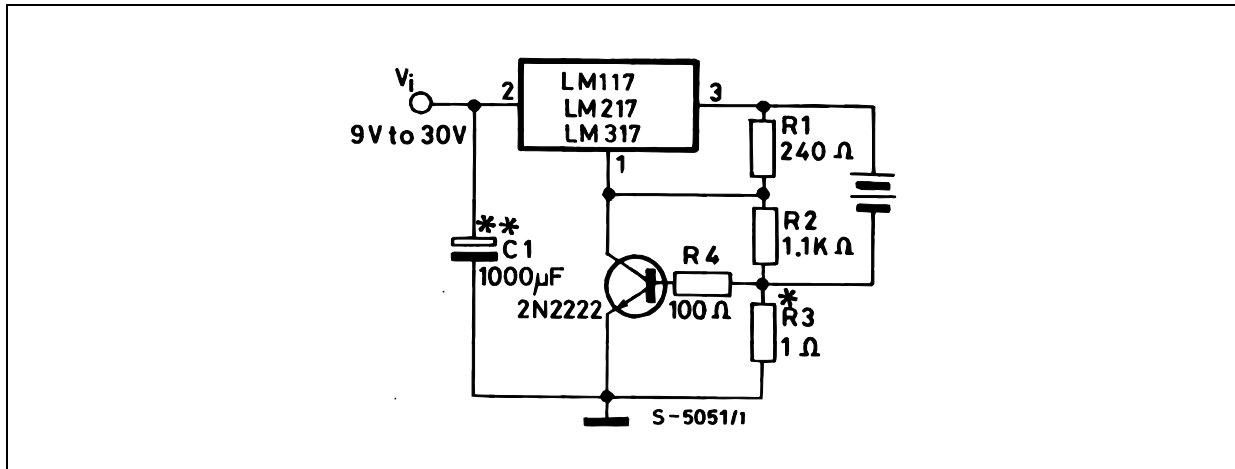 Vi
9V to 30V
2
LM117
LM217
LM317
3
1
R1
240 Ω
R2
1.1K Ω
**
C1
1000µF
2N2222
R4
100 Ω
*
R3
1 Ω
S-5051/1